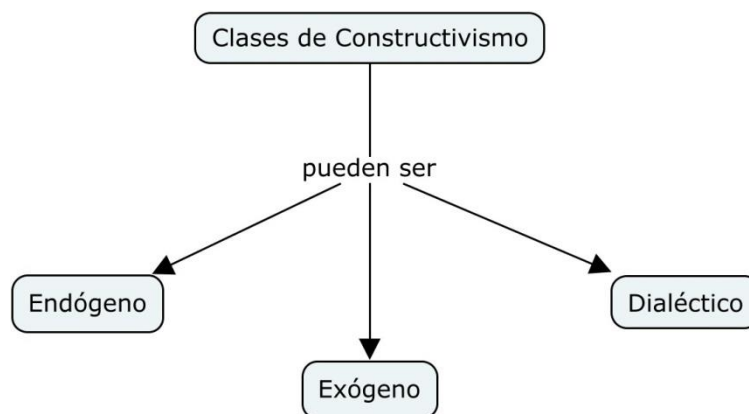 Clases de Constructivismo
pueden ser
Endógeno
Dialéctico
Exógeno